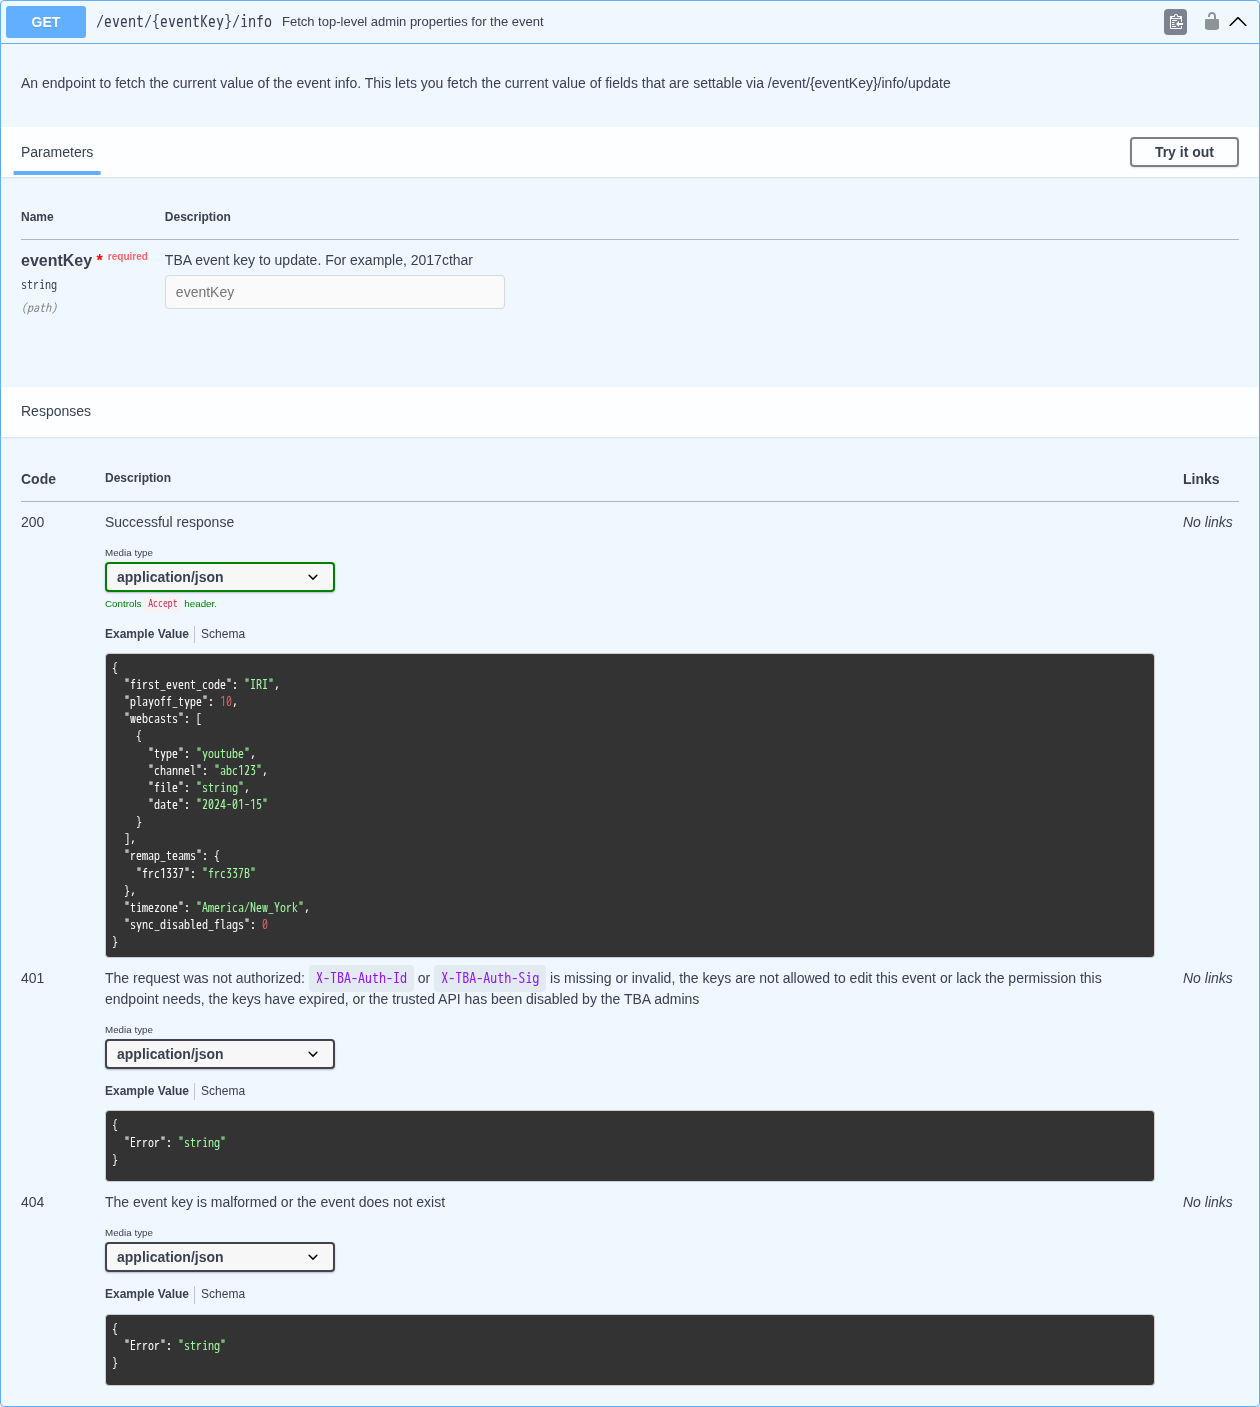 GET /event/{eventKey}/info Fetch top-level admin properties for the event
An endpoint to fetch the current value of the event info. This lets you fetch the current value of fields that are settable via /event/{eventKey}/info/update
Parameters Try it out
Name Description
eventKey * required TBA event key to update. For example, 2017cthar
string eventKey
(path)
Responses
Code Description Links
200 Successful response No links
Media type
application/json
Controls Accept header.
Example Value Schema
{
  "first_event_code": "IRI",
  "playoff_type": 10,
  "webcasts": [
    {
      "type": "youtube",
      "channel": "abc123",
      "file": "string",
      "date": "2024-01-15"
    }
  ],
  "remap_teams": {
    "frc1337": "frc337B"
  },
  "timezone": "America/New_York",
  "sync_disabled_flags": 0
}
401 The request was not authorized: X-TBA-Auth-Id or X-TBA-Auth-Sig is missing or invalid, the keys are not allowed to edit this event or lack the permission this No links
endpoint needs, the keys have expired, or the trusted API has been disabled by the TBA admins
Media type
application/json
Example Value Schema
{
  "Error": "string"
}
404 The event key is malformed or the event does not exist No links
Media type
application/json
Example Value Schema
{
  "Error": "string"
}